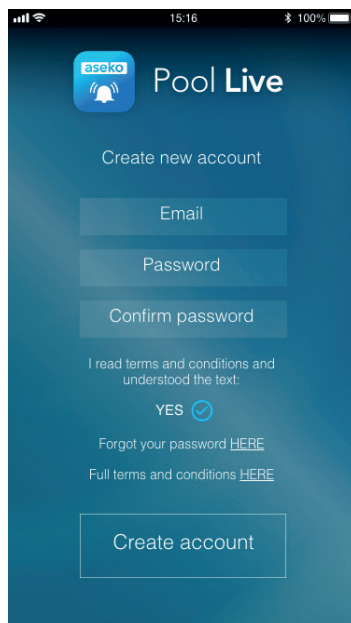 15:16
100%
aseko
Pool Live
Create new account
Email
Password
Confirm password
I read terms and conditions and
understood the text:
YES
Forgot your password HERE
Full terms and conditions HERE
Create account